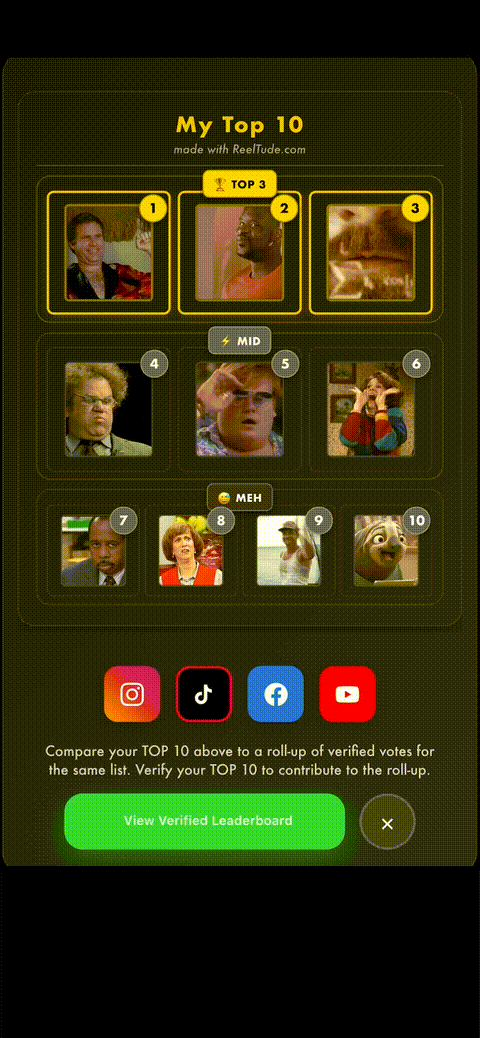 My Top 10
made with ReelTude.com
🏆 TOP 3
1
2
3
⚡ MID
4
5
6
😅 MEH
7
8
9
10
Compare your TOP 10 above to a roll-up of verified votes for
the same list. Verify your TOP 10 to contribute to the roll-up.
View Verified Leaderboard
×